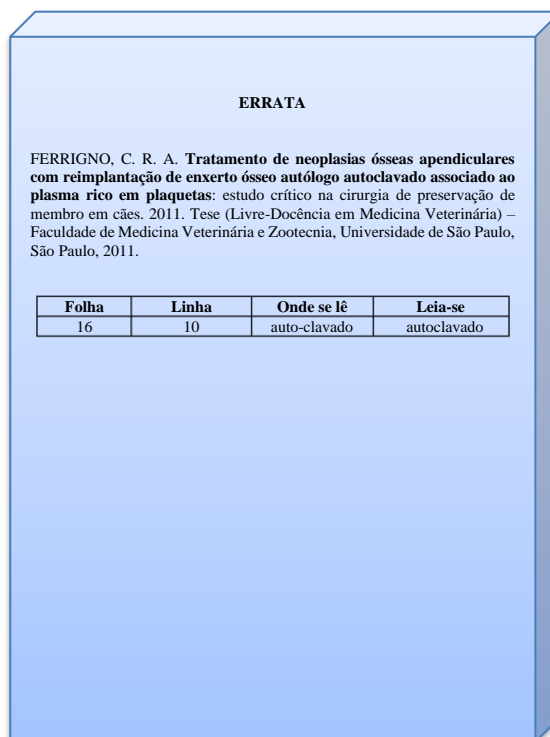 ERRATA
FERRIGNO, C. R. A. Tratamento de neoplasias ósseas apendiculares
com reimplantação de enxerto ósseo autólogo autoclavado associado ao
plasma rico em plaquetas: estudo crítico na cirurgia de preservação de
membro em cães. 2011. Tese (Livre-Docência em Medicina Veterinária) –
Faculdade de Medicina Veterinária e Zootecnia, Universidade de São Paulo,
São Paulo, 2011.
Folha Linha Onde se lê Leia-se
16 10 auto-clavado autoclavado